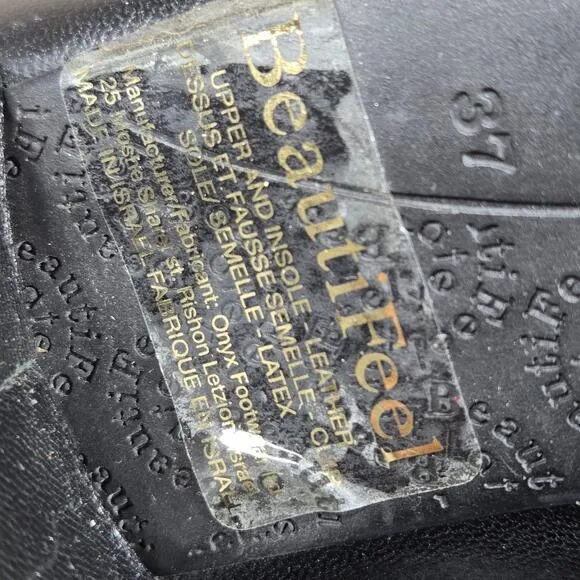 BeautiFeel
UPPER AND INSOLE - LEATHER
DESSUS ET FAUSSE SEMELLE - CUIR
SOLE/ SEMELLE - LATEX
Manufacturer/Fabricant: Onyx Footwear
25 Moshe Sharet st. Rishon Letzion Israel
MADE IN ISRAEL FABRIQUE EN ISRAEL
37